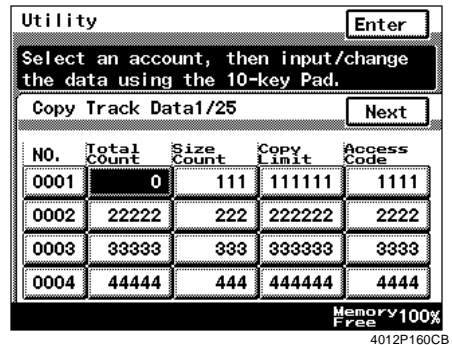 Utility Enter
Select an account, then input/change
the data using the 10-key Pad.
Copy Track Data1/25 Next
NO. Total Count Size Count Copy Limit Access Code
0001 0 111 111111 1111
0002 22222 222 222222 2222
0003 33333 333 333333 3333
0004 44444 444 444444 4444
Memory Free 100%
4012P160CB